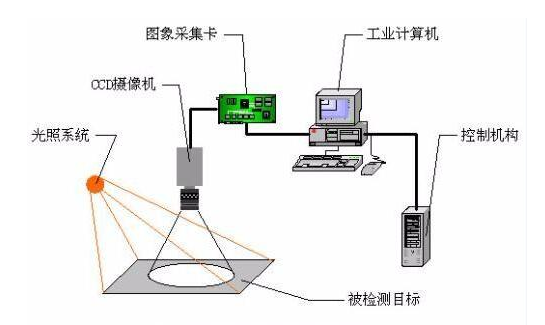 图象采集卡
工业计算机
CCD摄像机
光照系统
控制机构
被检测目标